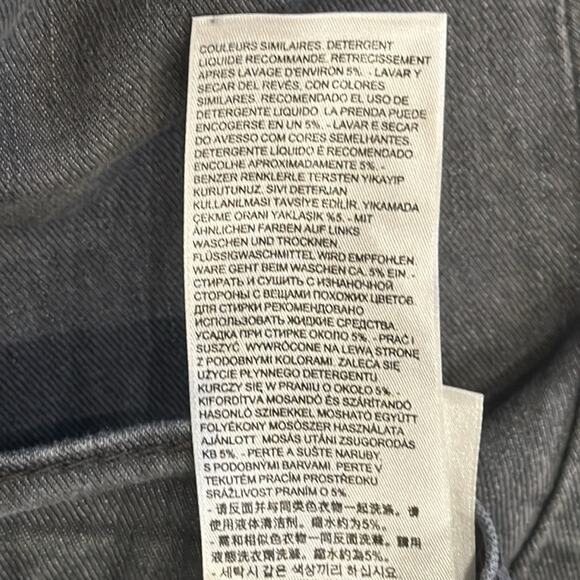 COULEURS SIMILAIRES. DETERGENT
LIQUIDE RECOMMANDE. RETRECISSEMENT
APRES LAVAGE D'ENVIRON 5%. - LAVAR Y
SECAR DEL REVÉS, CON COLORES
SIMILARES. RECOMENDADO EL USO DE
DETERGENTE LÍQUIDO. LA PRENDA PUEDE
ENCOGERSE EN UN 5%. - LAVAR E SECAR
DO AVESSO COM CORES SEMELHANTES.
DETERGENTE LÍQUIDO É RECOMENDADO
ENCOLHE APROXIMADAMENTE 5%. -
BENZER RENKLERLE TERSTEN YIKAYIP
KURUTUNUZ. SIVI DETERJAN
KULLANILMASI TAVSİYE EDİLİR. YIKAMADA
ÇEKME ORANI YAKLAŞIK %5. - MIT
ÄHNLICHEN FARBEN AUF LINKS
WASCHEN UND TROCKNEN.
FLÜSSIGWASCHMITTEL WIRD EMPFOHLEN.
WARE GEHT BEIM WASCHEN CA. 5% EIN. -
СТИРАТЬ И СУШИТЬ С ИЗНАНОЧНОЙ
СТОРОНЫ С ВЕЩАМИ ПОХОЖИХ ЦВЕТОВ.
ДЛЯ СТИРКИ РЕКОМЕНДОВАНО
ИСПОЛЬЗОВАТЬ ЖИДКИЕ СРЕДСТВА.
УСАДКА ПРИ СТИРКЕ ОКОЛО 5%. - PRAĆ I
SUSZYĆ WYWRÓCONE NA LEWĄ STRONĘ
Z PODOBNYMI KOLORAMI. ZALECA SIĘ
UŻYCIE PŁYNNEGO DETERGENTU.
KURCZY SIĘ W PRANIU O OKOŁO 5%. -
KIFORDÍTVA MOSANDÓ ÉS SZÁRÍTANDÓ
HASONLÓ SZINEKKEL MOSHATÓ EGYÜTT
FOLYÉKONY MOSÓSZER HASZNÁLATA
AJÁNLOTT. MOSÁS UTÁNI ZSUGORODÁS
KB 5%. - PERTE A SUŠTE NARUBY
S PODOBNÝMI BARVAMI. PERTE V
TEKUTÉM PRACÍM PROSTŘEDKU
SRÁŽLIVOST PRANÍM O 5%
- 请反面并与同类色衣物一起洗涤。请
使用液体清洁剂。缩水约为5%。
- 需和相似色衣物一同反面洗滌。請用
液態洗衣劑洗滌。縮水約為5%。
- 세탁시 같은 색상끼리 하십시요